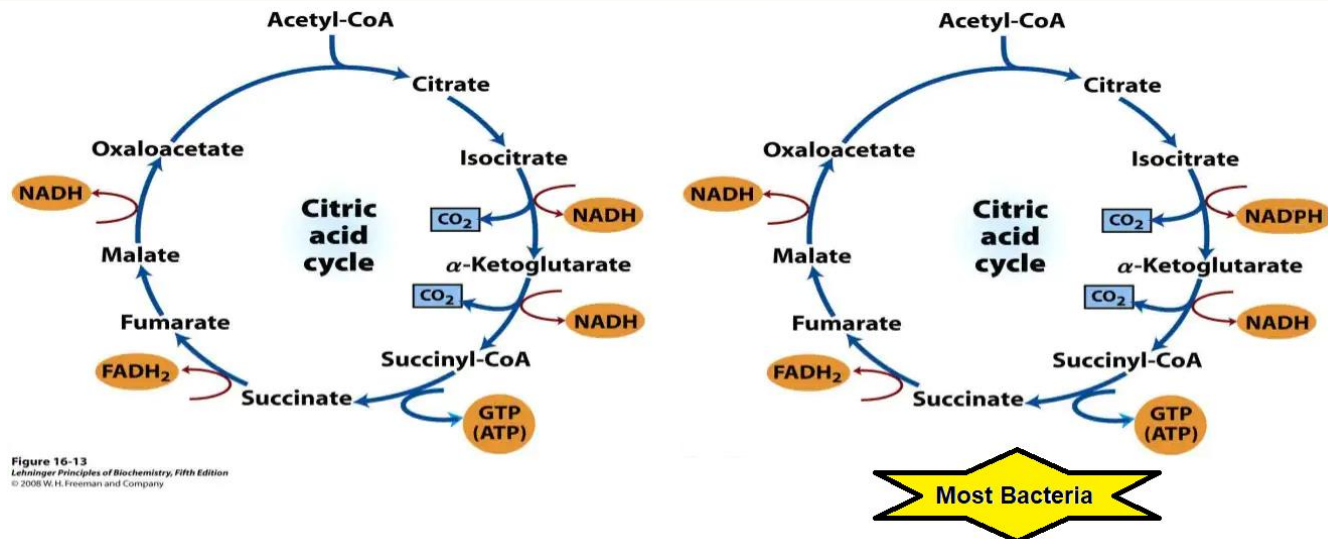 Acetyl-CoA
Citrate
Isocitrate
NADH
CO2
α-Ketoglutarate
CO2
NADH
Succinyl-CoA
GTP
(ATP)
Succinate
FADH2
Fumarate
Malate
NADH
Oxaloacetate
Citric
acid
cycle
Figure 16-13
Lehninger Principles of Biochemistry, Fifth Edition
© 2008 W. H. Freeman and Company
Acetyl-CoA
Citrate
Isocitrate
NADPH
CO2
α-Ketoglutarate
CO2
NADH
Succinyl-CoA
GTP
(ATP)
Succinate
FADH2
Fumarate
Malate
NADH
Oxaloacetate
Citric
acid
cycle
Most Bacteria